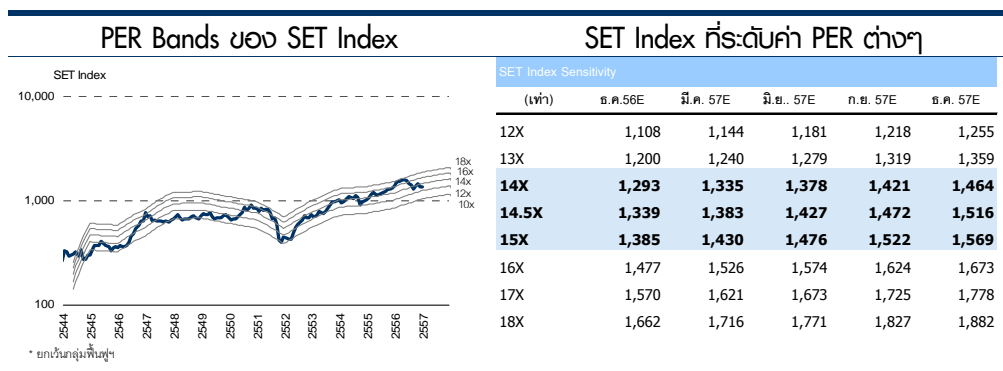 PER Bands ของ SET Index
SET Index
10,000
1,000
100
18x
16x
14x
12x
10x
2544 2545 2546 2547 2548 2549 2550 2551 2552 2553 2554 2555 2556 2557
* ยกเว้นกลุ่มฟื้นฟูฯ
SET Index ที่ระดับค่า PER ต่างๆ
SET Index Sensitivity
(เท่า) ธ.ค.56E มี.ค. 57E มิ.ย.. 57E ก.ย. 57E ธ.ค. 57E
12X 1,108 1,144 1,181 1,218 1,255
13X 1,200 1,240 1,279 1,319 1,359
14X 1,293 1,335 1,378 1,421 1,464
14.5X 1,339 1,383 1,427 1,472 1,516
15X 1,385 1,430 1,476 1,522 1,569
16X 1,477 1,526 1,574 1,624 1,673
17X 1,570 1,621 1,673 1,725 1,778
18X 1,662 1,716 1,771 1,827 1,882